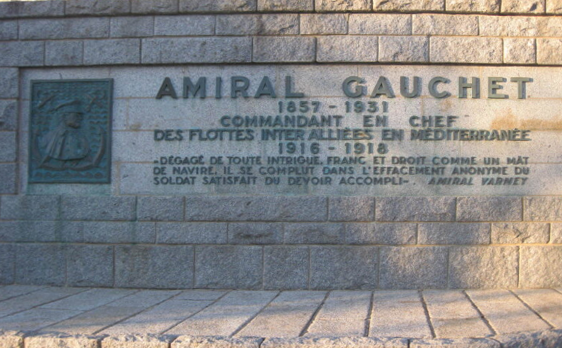 AMIRAL GAUCHET
1857 - 1931
COMMANDANT EN CHEF
DES FLOTTES INTERALLIÉES EN MÉDITERRANÉE
1916 - 1918
"DÉGAGÉ DE TOUTE INTRIGUE, FRANC ET DROIT COMME UN MÂT
DE NAVIRE, IL SE COMPLUT DANS L'EFFACEMENT ANONYME DU
SOLDAT SATISFAIT DU DEVOIR ACCOMPLI". AMIRAL VARNEY